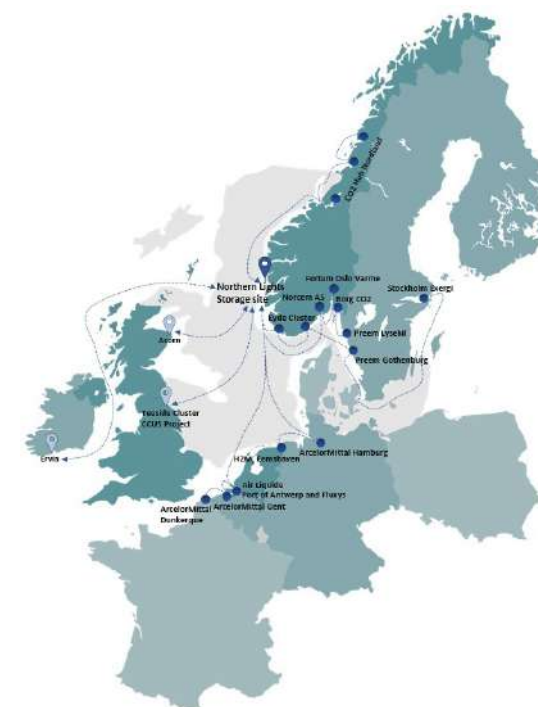 CO2 Hub Nordland
Northern Lights
Storage site
Fortum Oslo Varme
Stockholm Exergi
Norcem AS
Borg CO2
Eyde Cluster
Preem Lysekil
Acorn
Preem Gothenburg
Teeside Cluster
CCUS Project
Ervia
H2M, Eemshaven
ArcelorMittal Hamburg
Air Liquide
Port of Antwerp and Fluxys
ArcelorMittal Gent
ArcelorMittal
Dunkerque